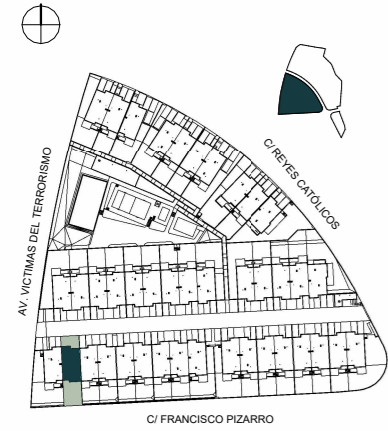 C/ REYES CATÓLICOS
AV. VICTIMAS DEL TERRORISMO
C/ FRANCISCO PIZARRO